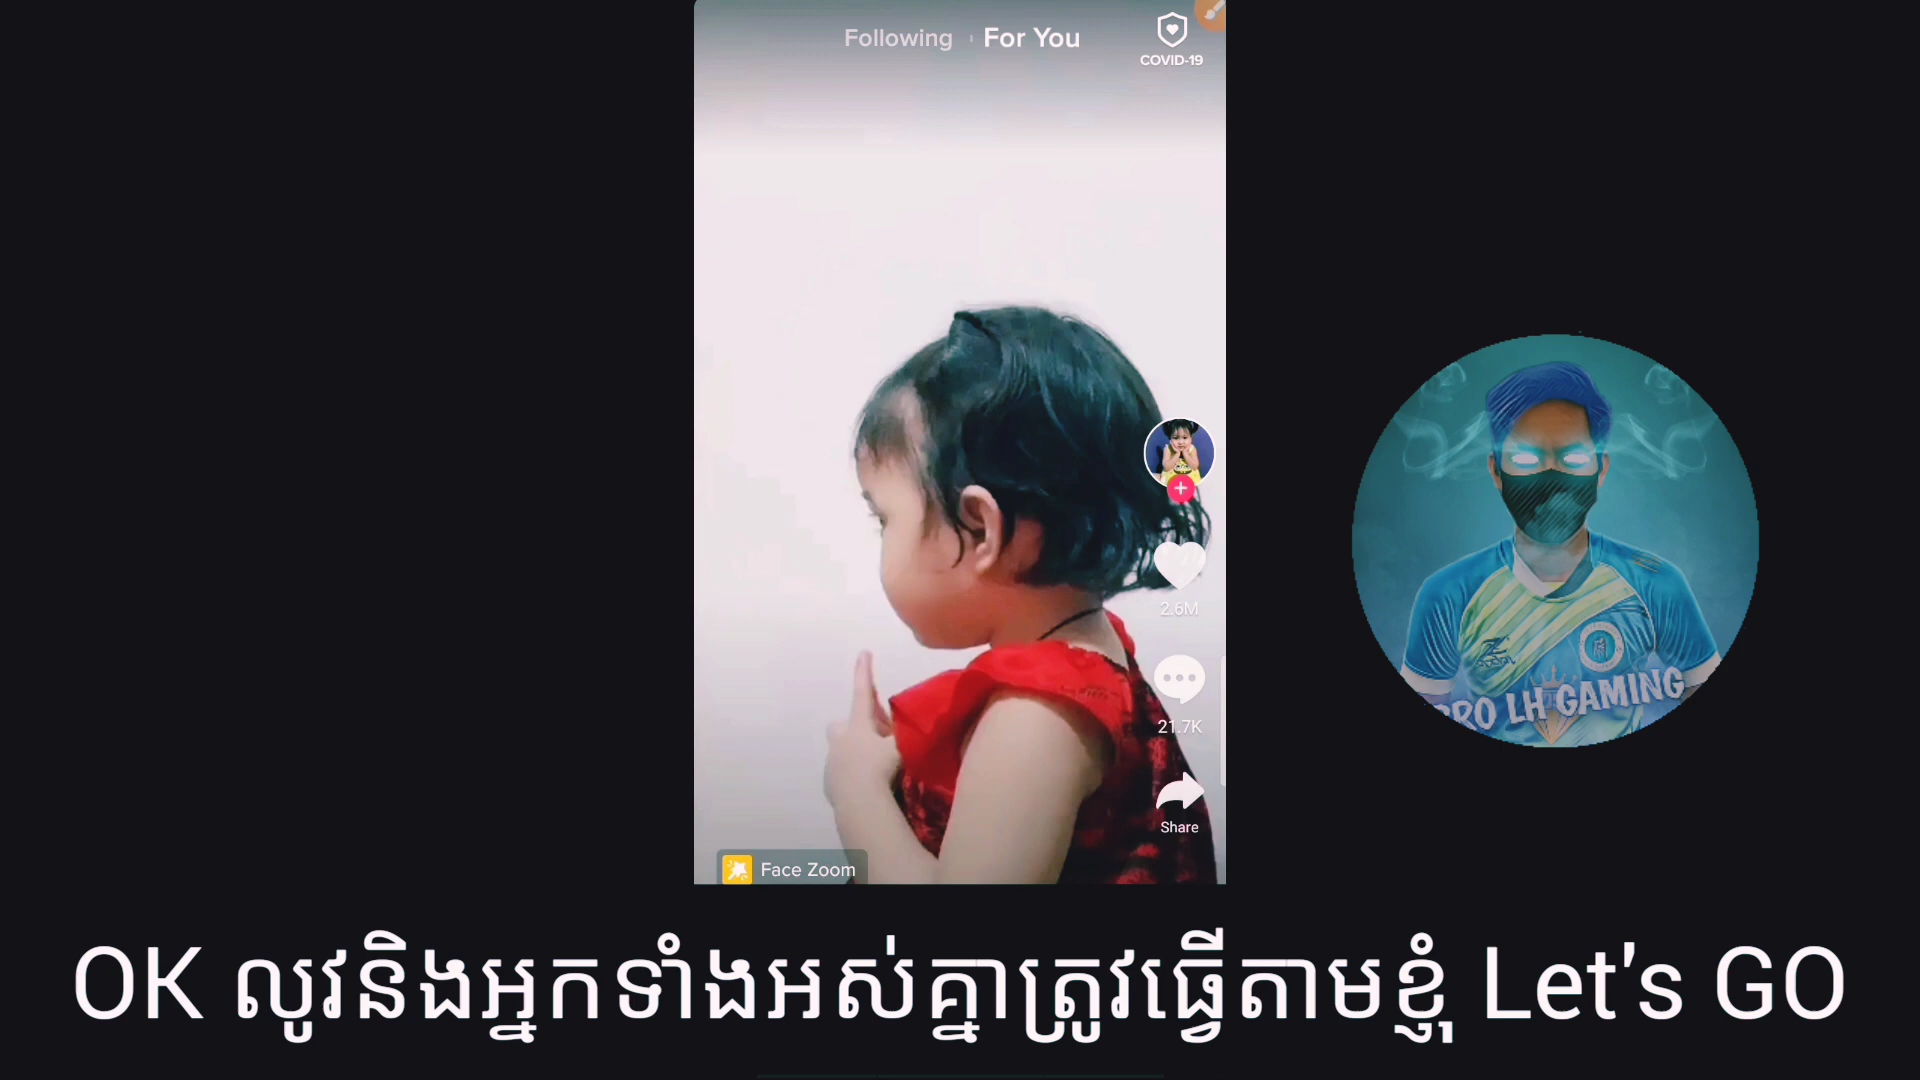 Following
For You
COVID-19
2.6M
21.7K
Share
Face Zoom
PRO LH GAMING
OK លូវនិងអ្នកទាំងអស់គ្នាត្រូវធ្វើតាមខ្ញុំ Let's GO